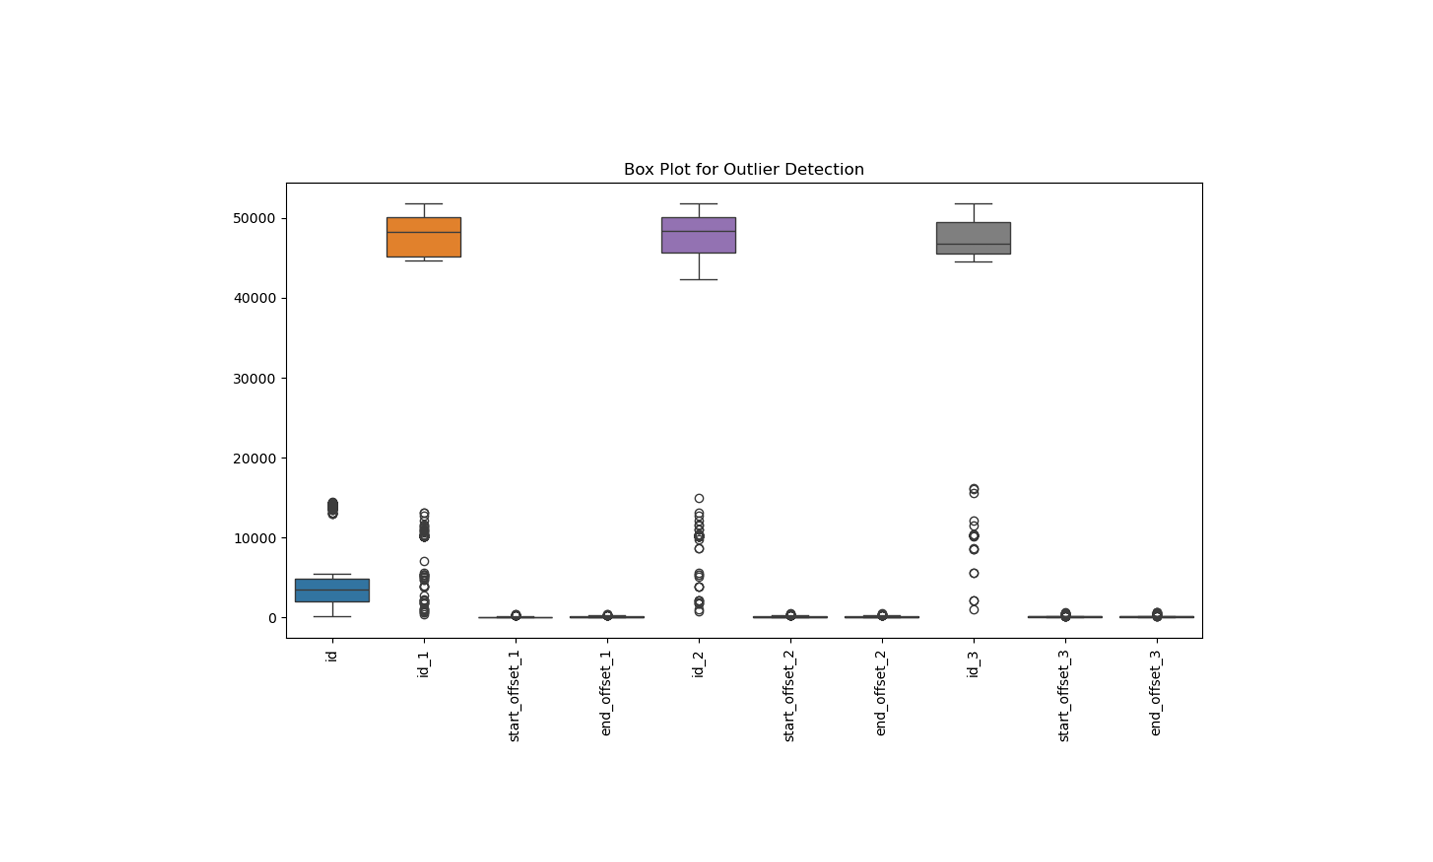 Box Plot for Outlier Detection
50000
40000
30000
20000
10000
0
id
id_1
start_offset_1
end_offset_1
id_2
start_offset_2
end_offset_2
id_3
start_offset_3
end_offset_3